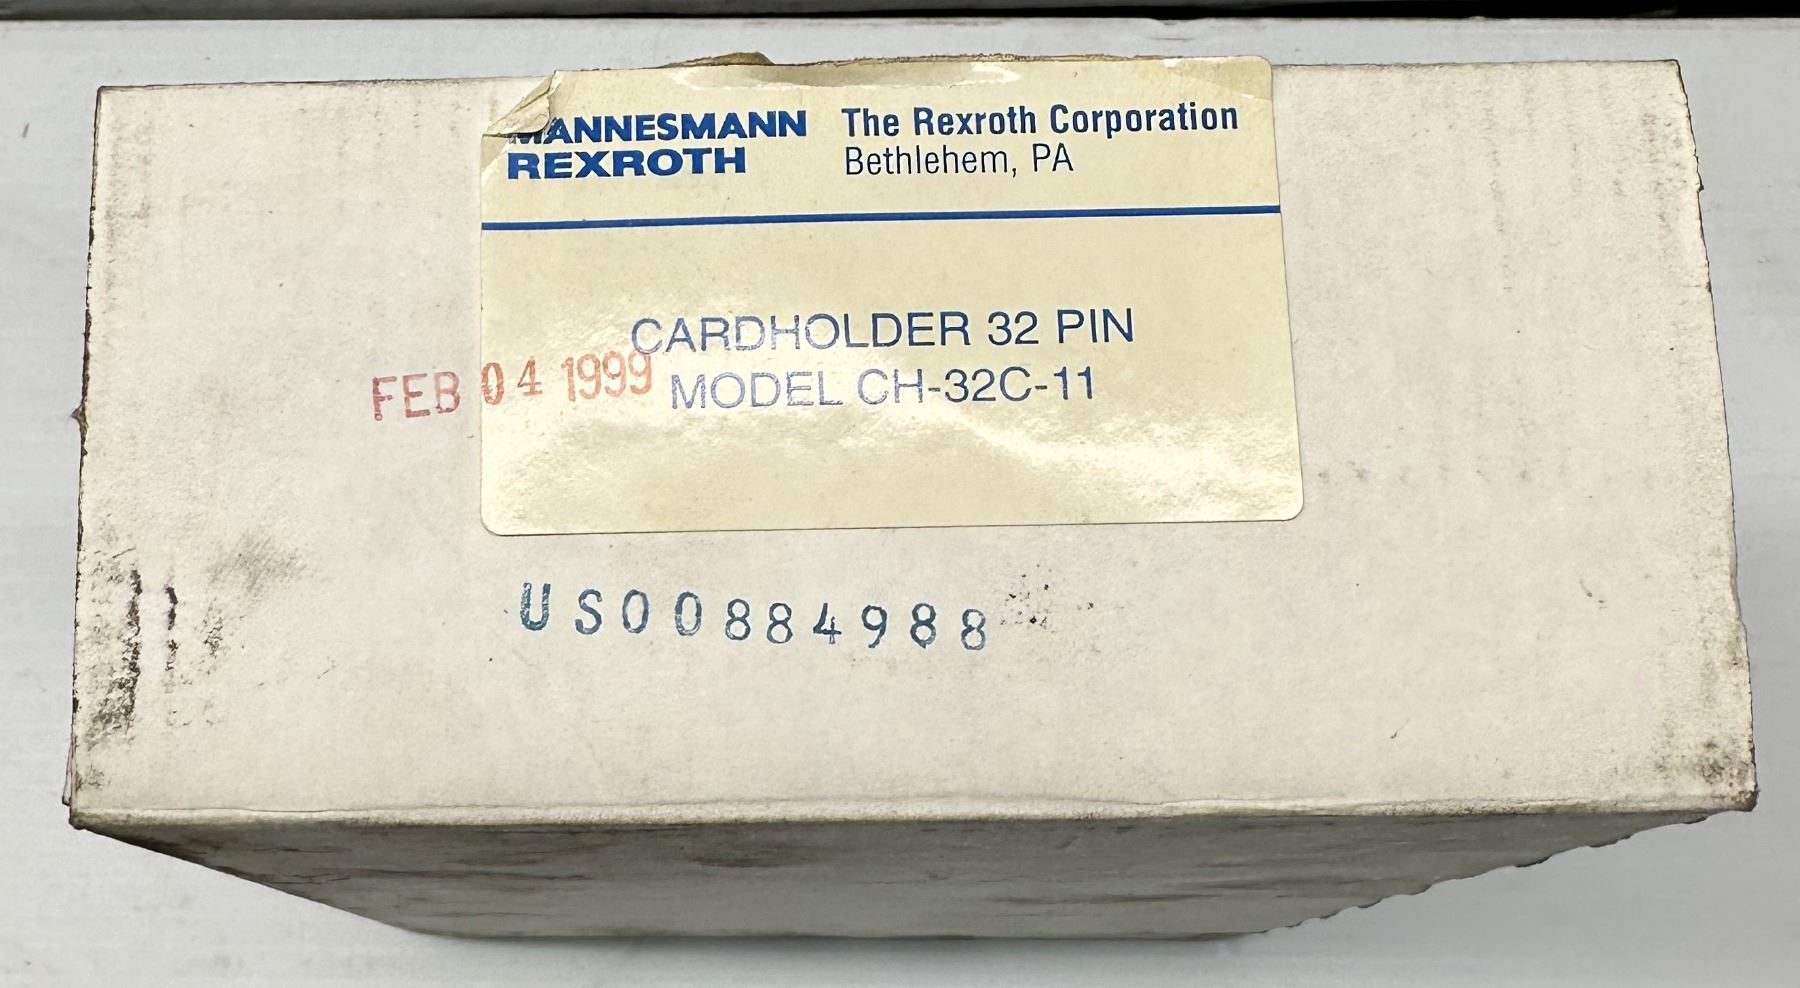 MANNESMANN
REXROTH
The Rexroth Corporation
Bethlehem, PA
CARDHOLDER 32 PIN
FEB 04 1999
MODEL CH-32C-11
US00884988